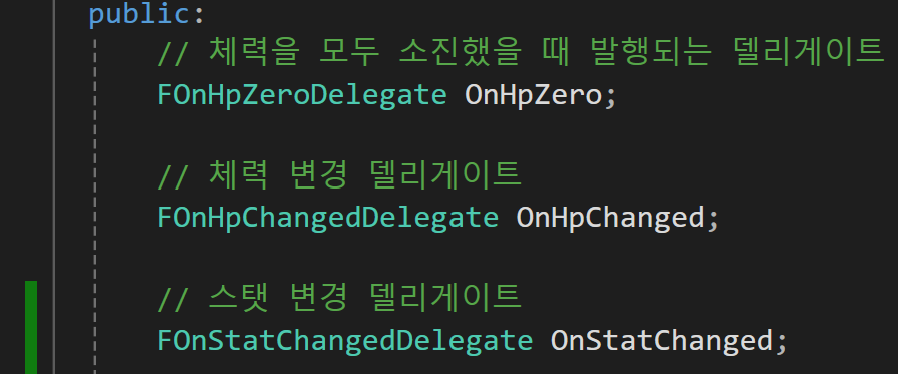 public:
// 체력을 모두 소진했을 때 발행되는 델리게이트
FOnHpZeroDelegate OnHpZero;
// 체력 변경 델리게이트
FOnHpChangedDelegate OnHpChanged;
// 스탯 변경 델리게이트
FOnStatChangedDelegate OnStatChanged;